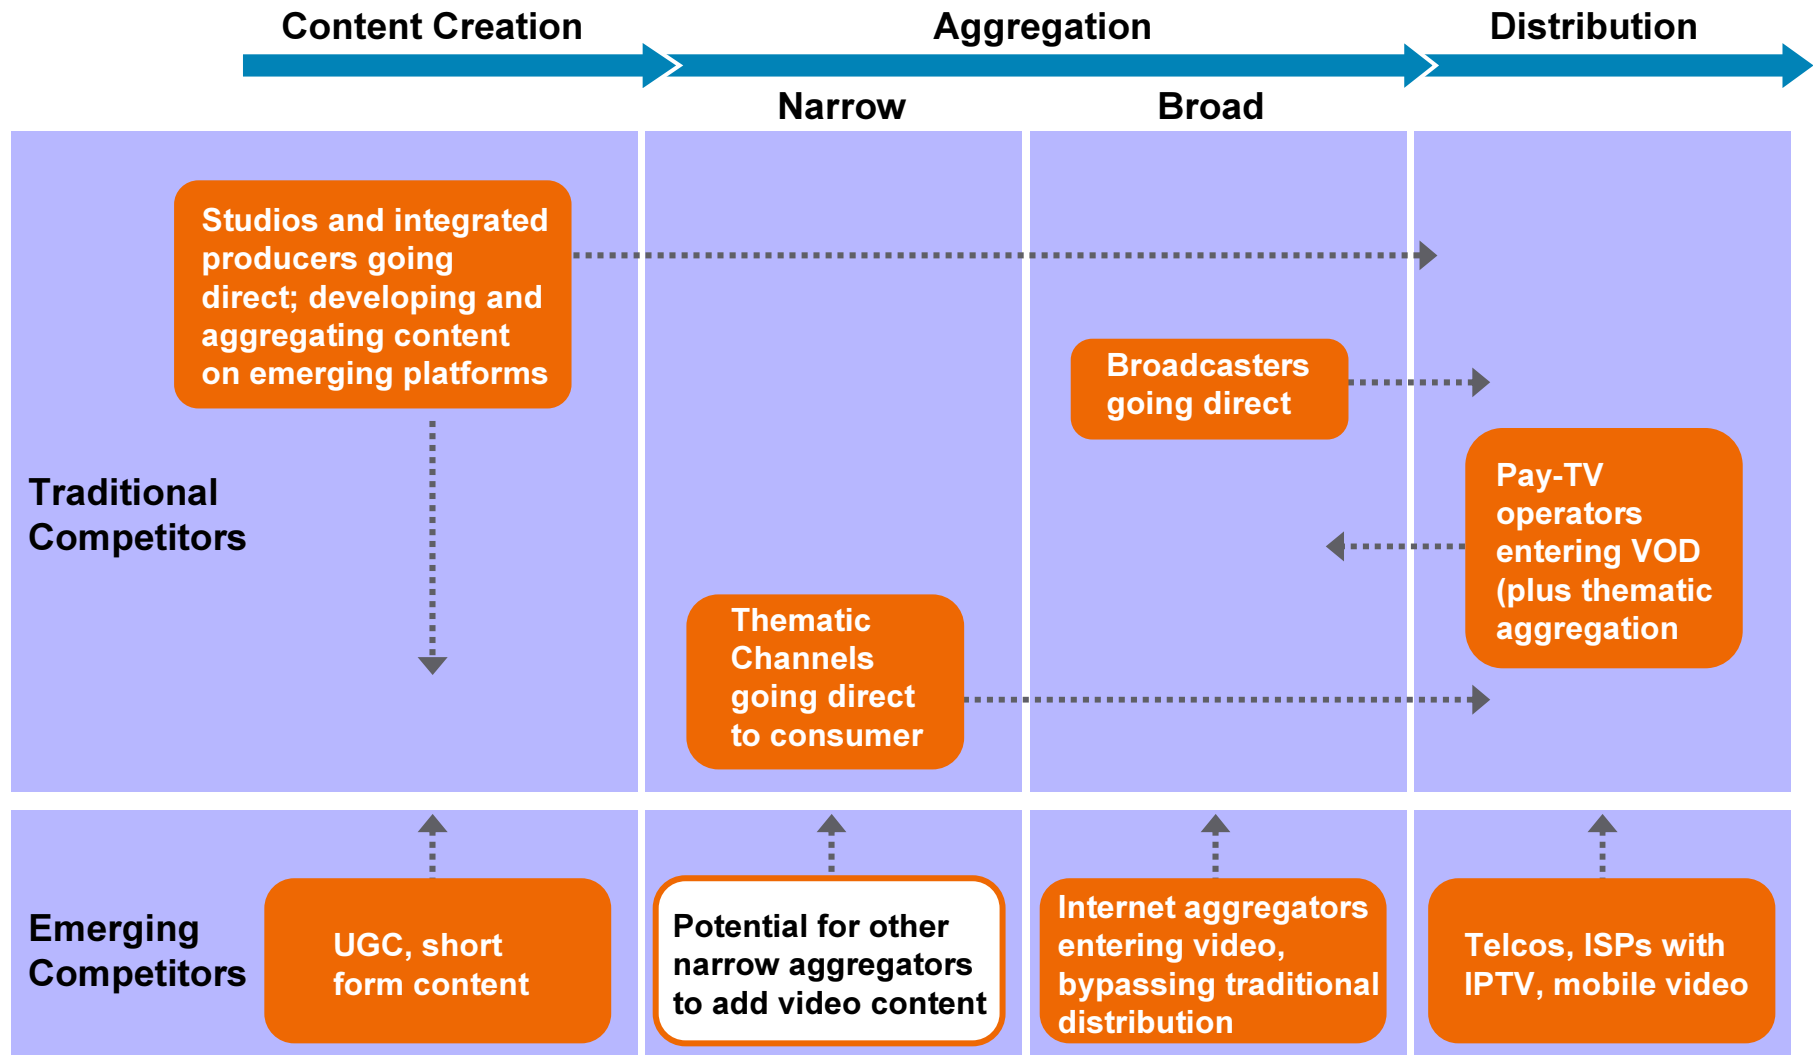 Content Creation
Aggregation
Distribution
Narrow
Broad
Studios and integrated
producers going
direct; developing and
aggregating content
on emerging platforms
Broadcasters
going direct
Traditional
Competitors
Pay-TV
operators
entering VOD
(plus thematic
aggregation
Thematic
Channels
going direct
to consumer
Emerging
Competitors
UGC, short
form content
Potential for other
narrow aggregators
to add video content
Internet aggregators
entering video,
bypassing traditional
distribution
Telcos, ISPs with
IPTV, mobile video